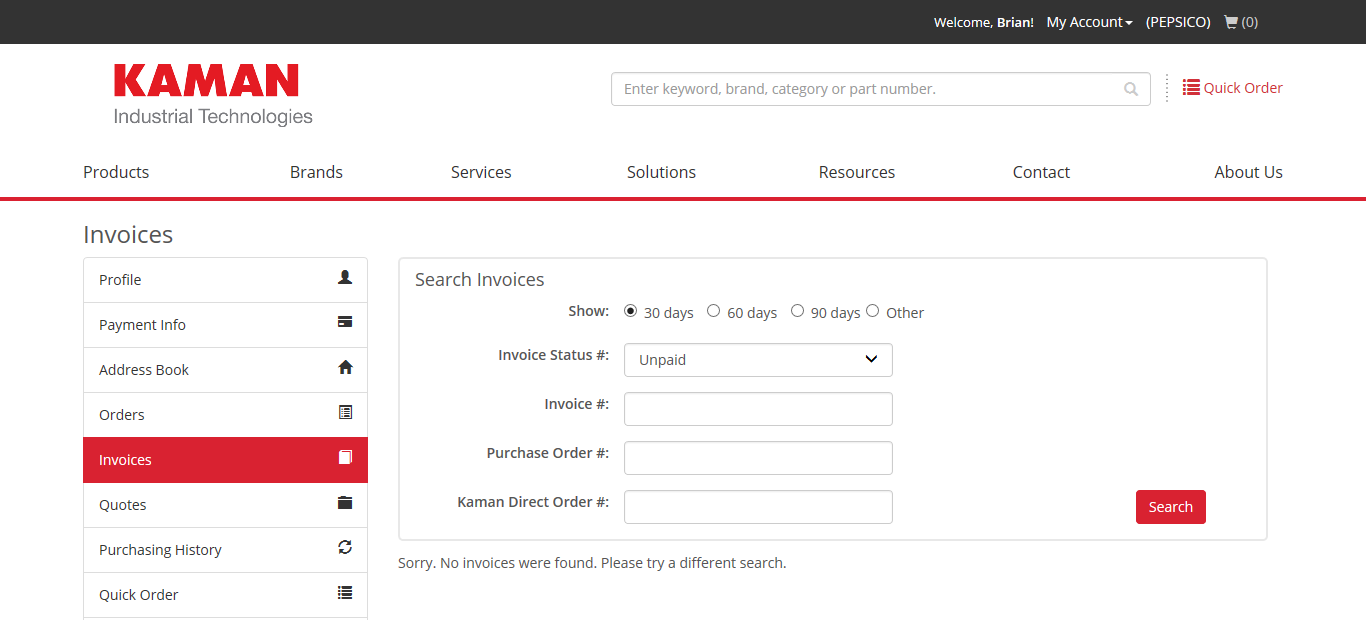 Welcome, Brian! My Account (PEPSICO) (0)
KAMAN
Industrial Technologies
Enter keyword, brand, category or part number.
Quick Order
Products Brands Services Solutions Resources Contact About Us
Invoices
Profile
Payment Info
Address Book
Orders
Invoices
Quotes
Purchasing History
Quick Order
Search Invoices
Show: 30 days 60 days 90 days Other
Invoice Status #: Unpaid
Invoice #:
Purchase Order #:
Kaman Direct Order #:
Search
Sorry. No invoices were found. Please try a different search.